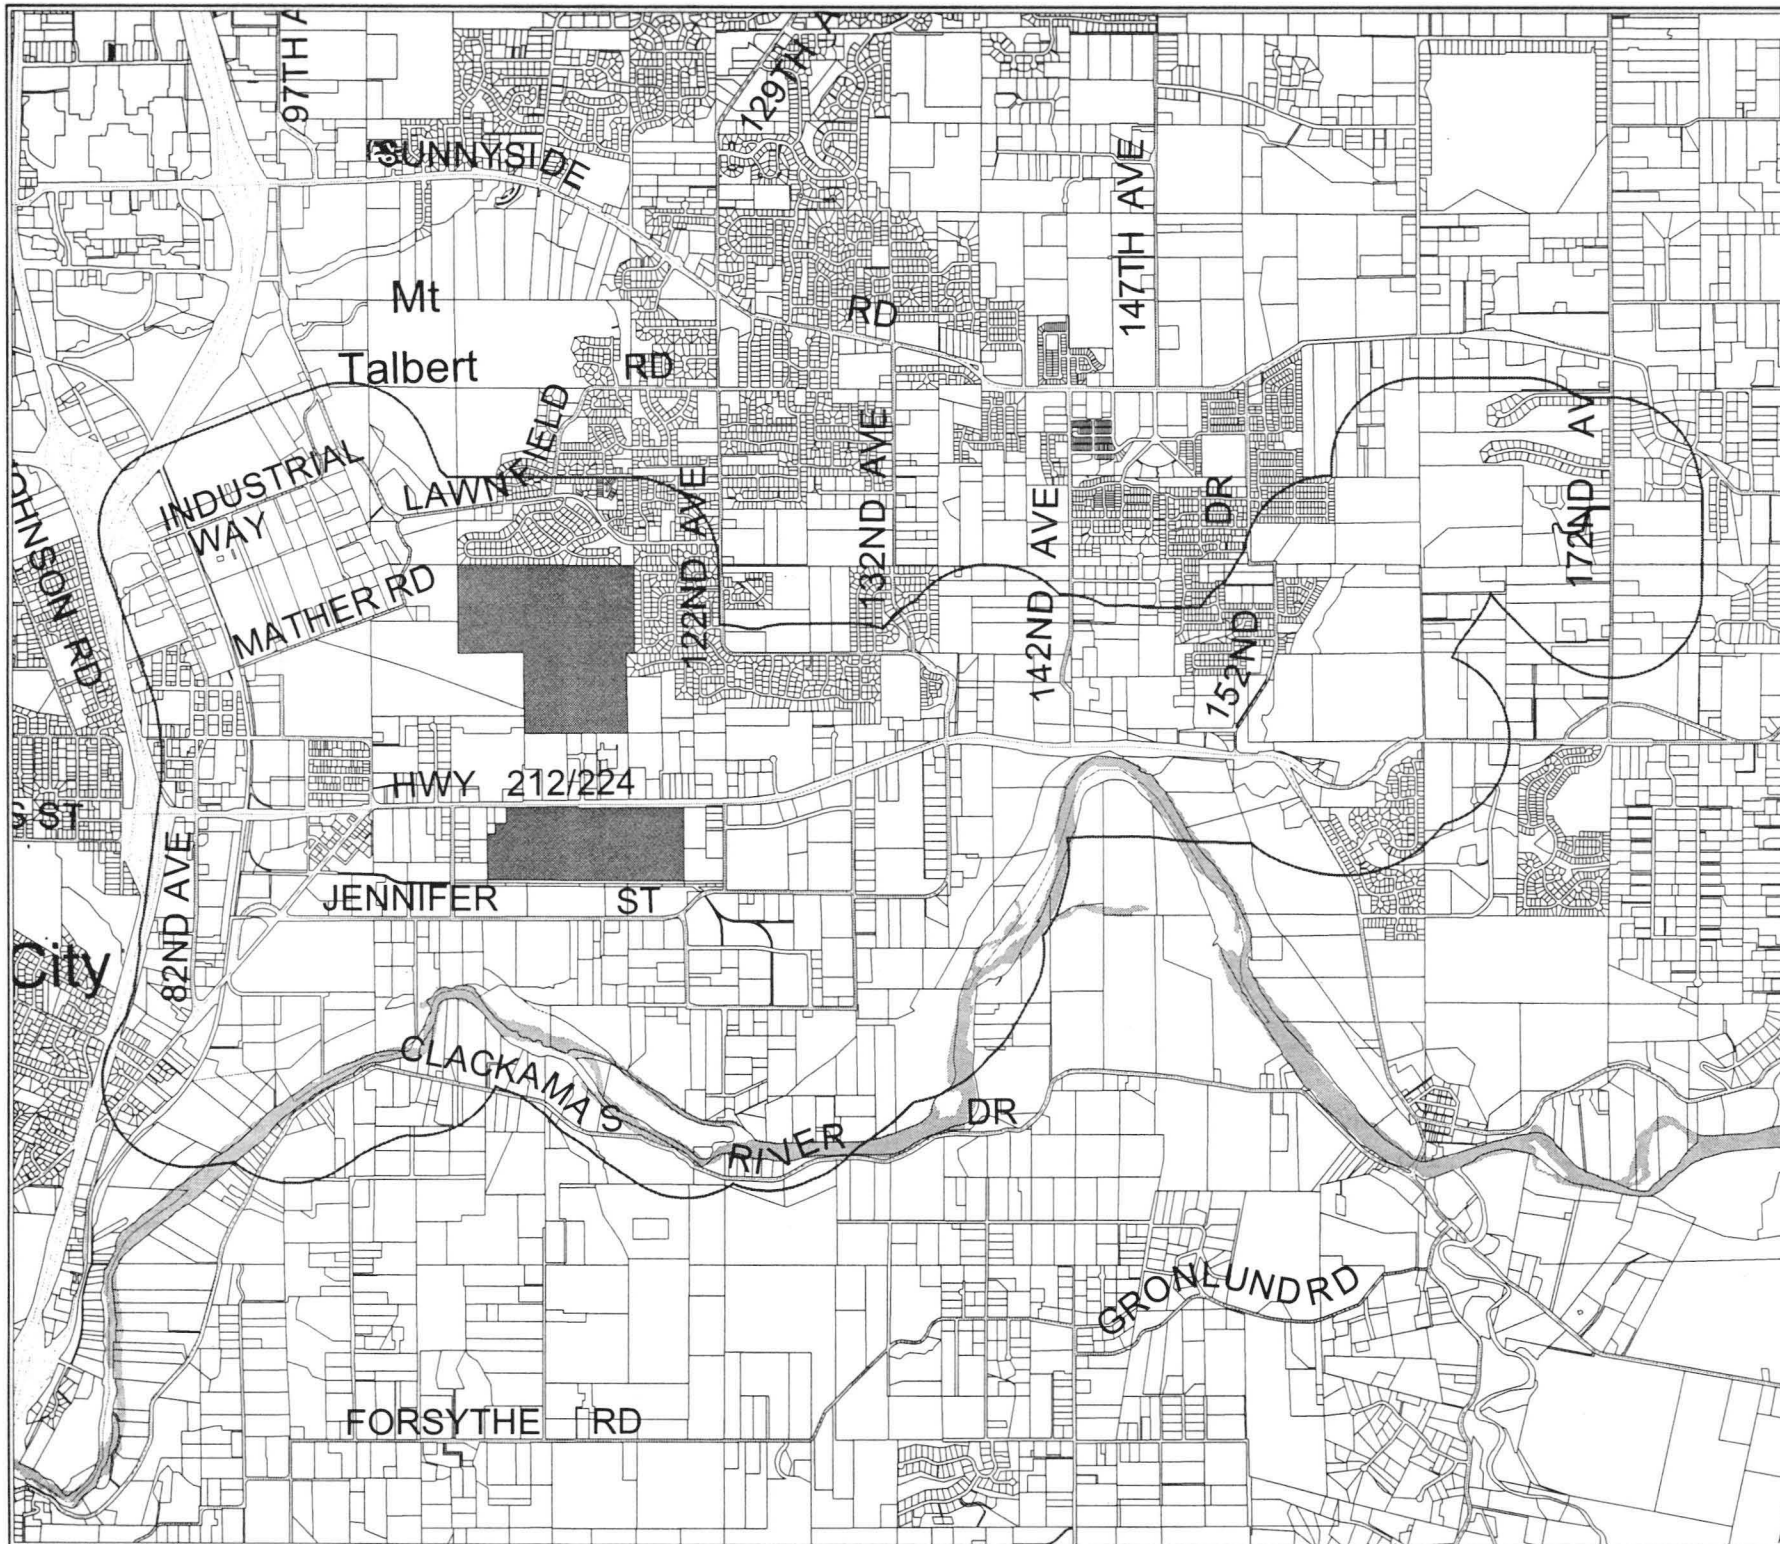 97TH A
129TH A
SUNNYSIDE
147TH AVE
Mt
RD
Talbert
RD
LAWNFIELD
172ND AV
INDUSTRIAL
WAY
122ND AVE
132ND AVE
142ND AVE
152ND DR
OHNSON RD
MATHER RD
HWY 212/224
S ST
82ND AVE
JENNIFER ST
City
CLACKAMAS RIVER DR
GRONLUND RD
FORSYTHE RD